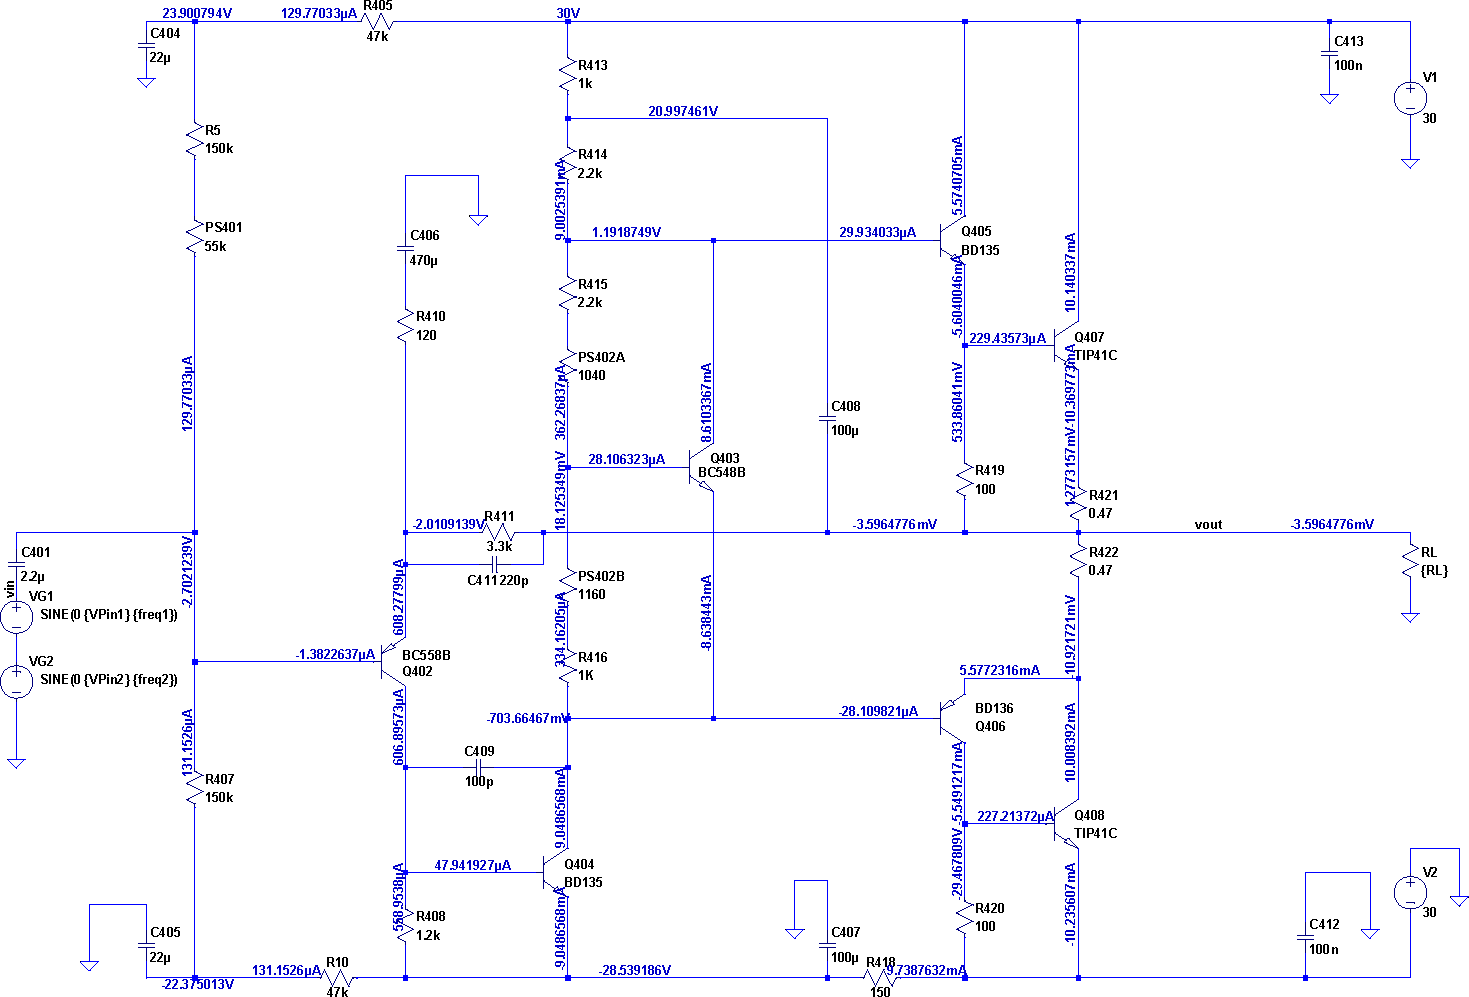 23.900794V
129.77033µA
R405
47k
30V
C404
22µ
R413
1k
C413
100n
V1
30
20.997461V
R5
150k
R414
2.2k
9.0025391mA
5.5740705mA
PS401
55k
C406
470µ
1.1918749V
29.934033µA
Q405
BD135
10.140337mA
R415
2.2k
-5.6040046mA
R410
120
229.43573µA
Q407
TIP41C
PS402A
1040
129.77033µA
362.26837µA
8.6103367mA
C408
100µ
533.86041mV
-10.369773mA
28.106323µA
Q403
BC548B
18.125349mV
R419
100
1.2773157mV
R421
0.47
-2.0109139V
R411
3.3k
-3.5964776mV
vout
-3.5964776mV
C401
2.2µ
-2.7021239V
C411
220p
R422
0.47
RL
{RL}
vin
VG1
SINE(0 {VPin1} {freq1})
608.27799µA
PS402B
1160
334.16205µA
-8.638443mA
-10.921721mV
-1.3822637µA
BC558B
Q402
R416
1K
5.5772316mA
VG2
SINE(0 {VPin2} {freq2})
131.1526µA
606.89573µA
-703.66467mV
-28.109821µA
BD136
Q406
10.008392mA
C409
100p
R407
150k
9.0486568mA
-5.5491217mA
227.21372µA
Q408
TIP41C
47.941927µA
Q404
BD135
-29.467809V
V2
30
558.9538µA
R408
1.2k
-9.0486568mA
R420
100
-10.235607mA
C405
22µ
C407
100µ
C412
100n
-22.375013V
131.1526µA
R10
47k
-28.539186V
R418
150
9.7387632mA